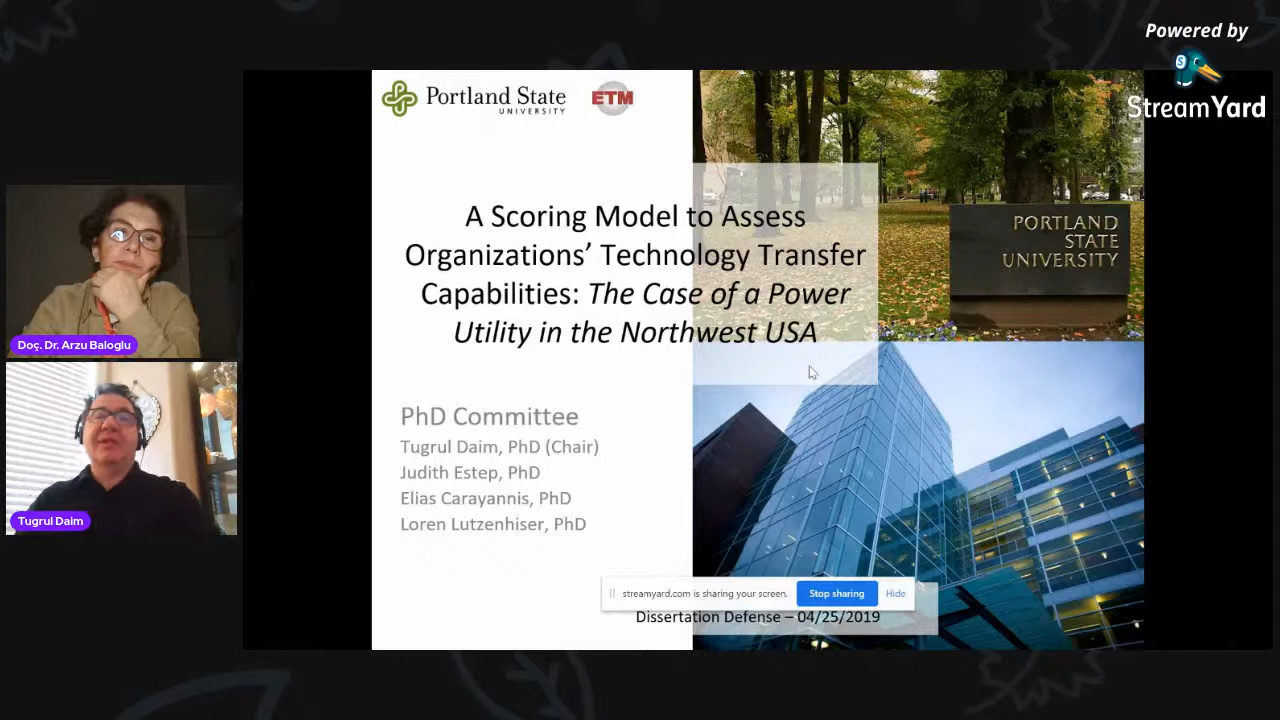 Powered by
StreamYard
Portland State
UNIVERSITY
ETM
A Scoring Model to Assess
Organizations’ Technology Transfer
Capabilities: The Case of a Power
Utility in the Northwest USA
PORTLAND
STATE
UNIVERSITY
PhD Committee
Tugrul Daim, PhD (Chair)
Judith Estep, PhD
Elias Carayannis, PhD
Loren Lutzenhiser, PhD
Doç. Dr. Arzu Baloglu
Tugrul Daim
streamyard.com is sharing your screen.
Stop sharing
Hide
Dissertation Defense – 04/25/2019